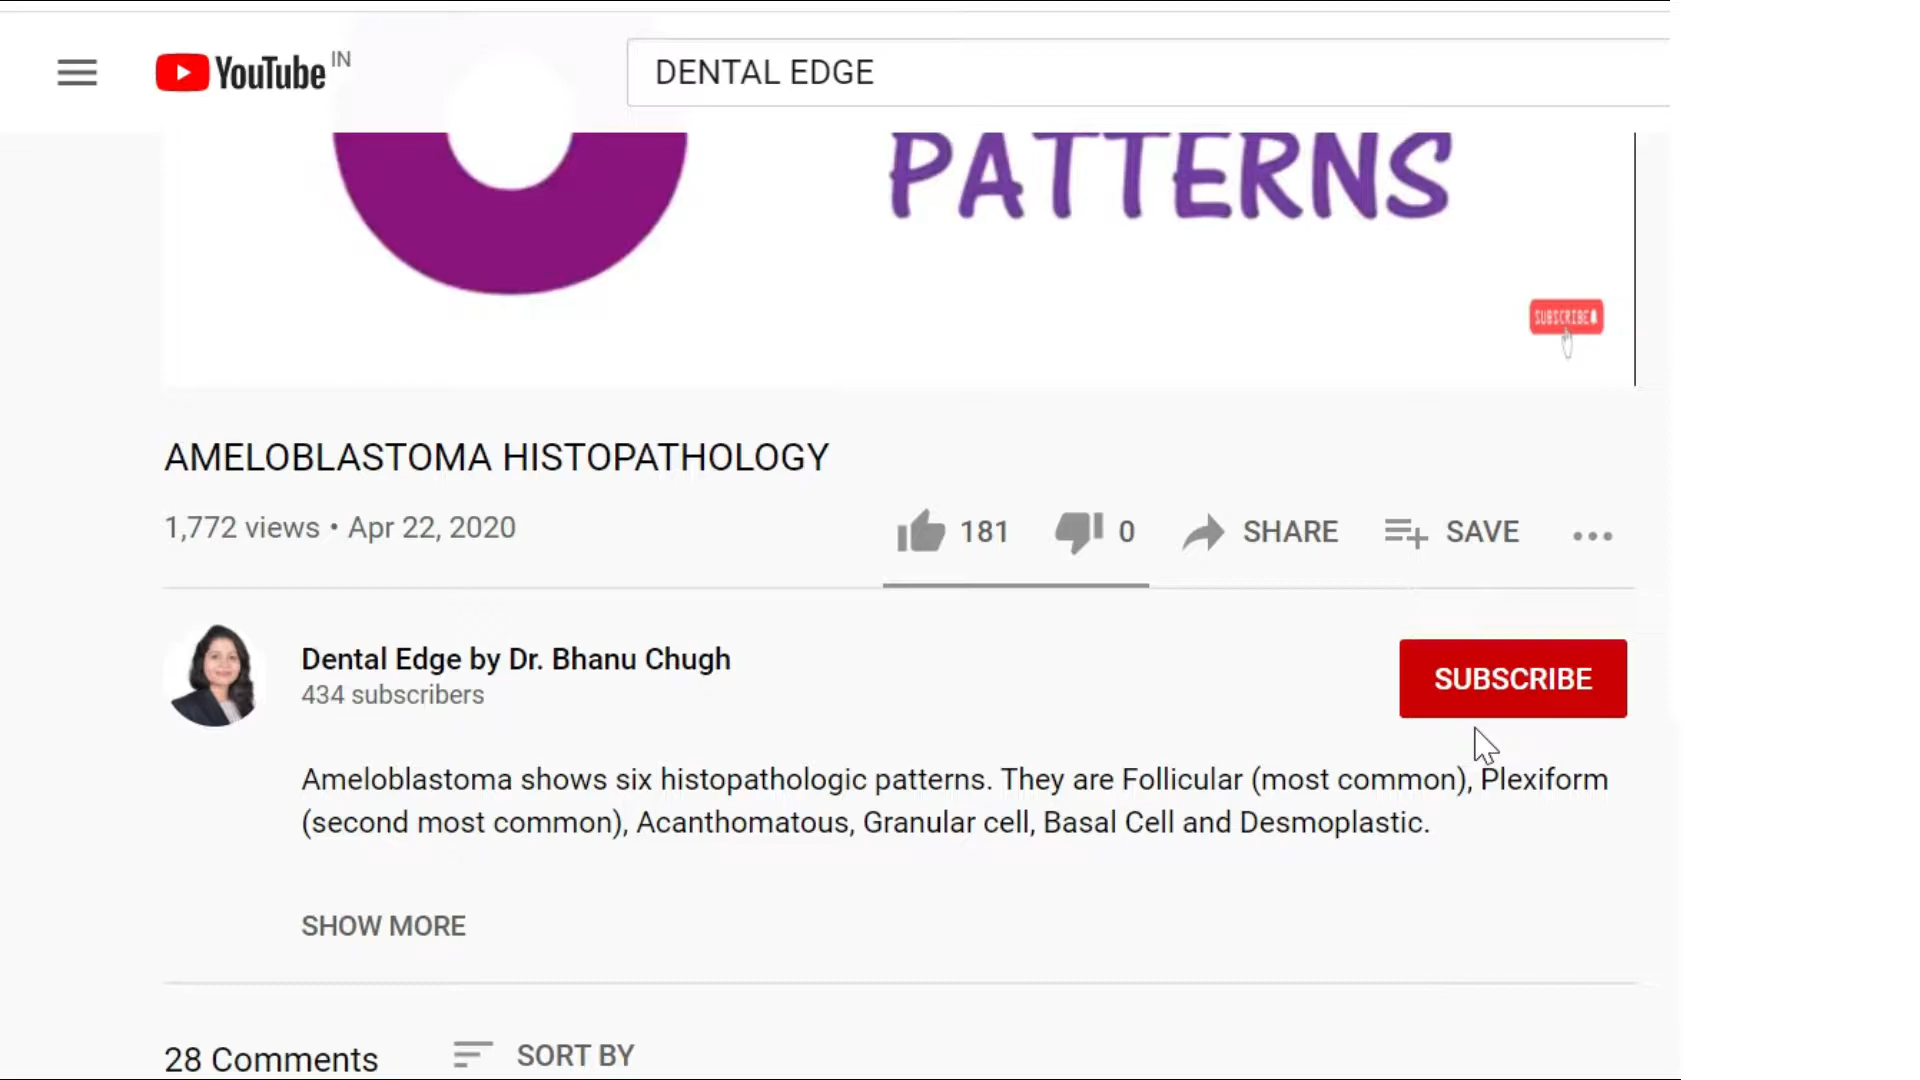 YouTube IN
DENTAL EDGE
PATTERNS
SUBSCRIBE
AMELOBLASTOMA HISTOPATHOLOGY
1,772 views • Apr 22, 2020
181 0 SHARE SAVE
Dental Edge by Dr. Bhanu Chugh
434 subscribers
SUBSCRIBE
Ameloblastoma shows six histopathologic patterns. They are Follicular (most common), Plexiform
(second most common), Acanthomatous, Granular cell, Basal Cell and Desmoplastic.
SHOW MORE
28 Comments SORT BY